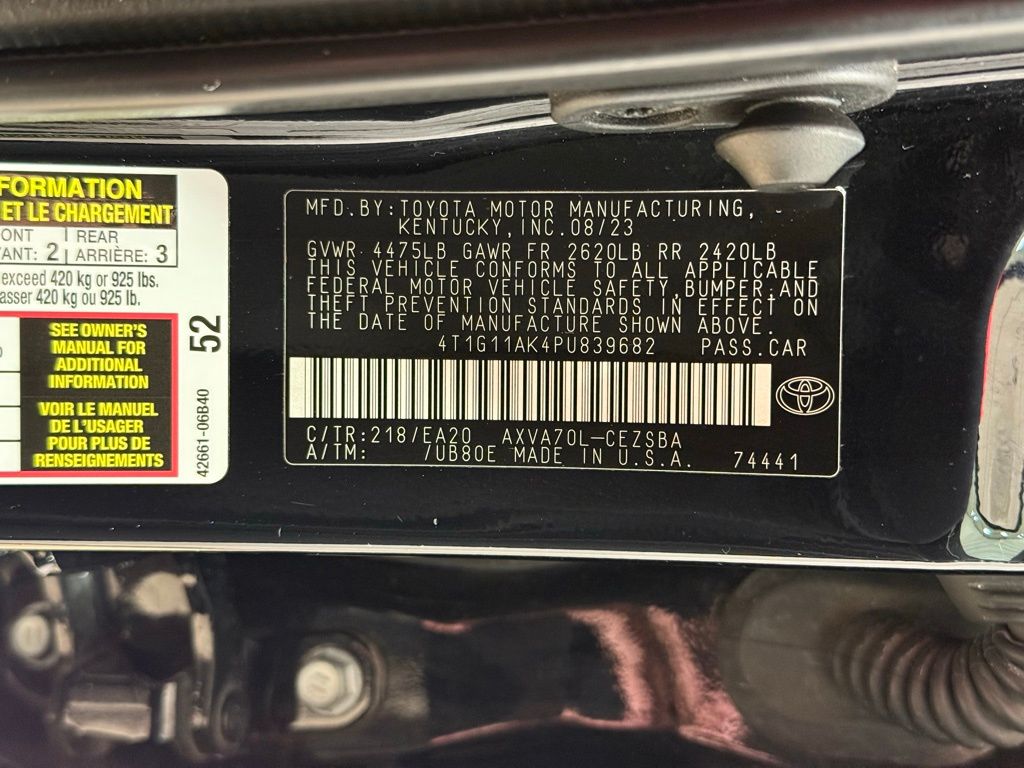 FORMATION
ET LE CHARGEMENT
ONT REAR
ANT: 2 ARRIÈRE: 3
exceed 420 kg or 925 lbs.
asser 420 kg ou 925 lb.
SEE OWNER'S
MANUAL FOR
ADDITIONAL
INFORMATION
VOIR LE MANUEL
DE L'USAGER
POUR PLUS DE
RENSEIGNEMENTS
52
42661-06B40
MFD.BY:TOYOTA MOTOR MANUFACTURING,
KENTUCKY,INC.08/23
GVWR 4475LB GAWR FR 2620LB RR 2420LB
THIS VEHICLE CONFORMS TO ALL APPLICABLE
FEDERAL MOTOR VEHICLE SAFETY,BUMPER,AND
THEFT PREVENTION STANDARDS IN EFFECT ON
THE DATE OF MANUFACTURE SHOWN ABOVE.
4T1G11AK4PU839682 PASS.CAR
C/TR:218/EA20 AXVA70L-CEZSBA
A/TM: /UB80E MADE IN U.S.A. 74441